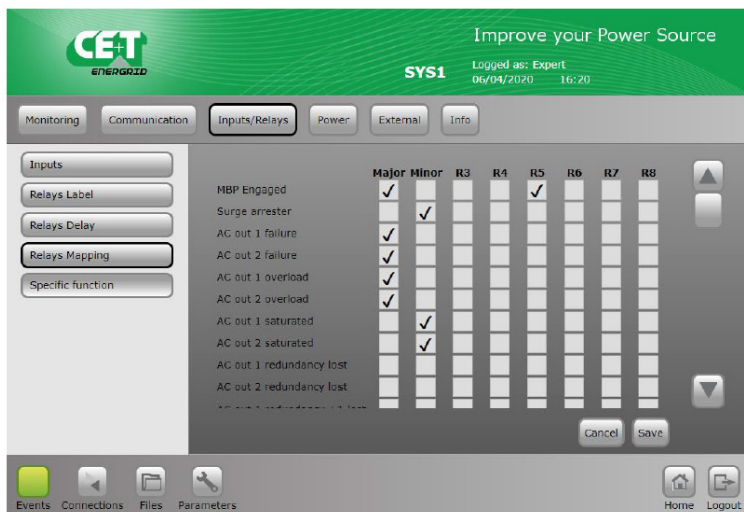 CE+T
ENERGRID
Improve your Power Source
SYS1
Logged as: Expert
06/04/2020 16:20
Monitoring
Communication
Inputs/Relays
Power
External
Info
Inputs
Relays Label
Relays Delay
Relays Mapping
Specific function
Major Minor R3 R4 R5 R6 R7 R8
MBP Engaged
Surge arrester
AC out 1 failure
AC out 2 failure
AC out 1 overload
AC out 2 overload
AC out 1 saturated
AC out 2 saturated
AC out 1 redundancy lost
AC out 2 redundancy lost
Cancel
Save
Events
Connections
Files
Parameters
Home
Logout